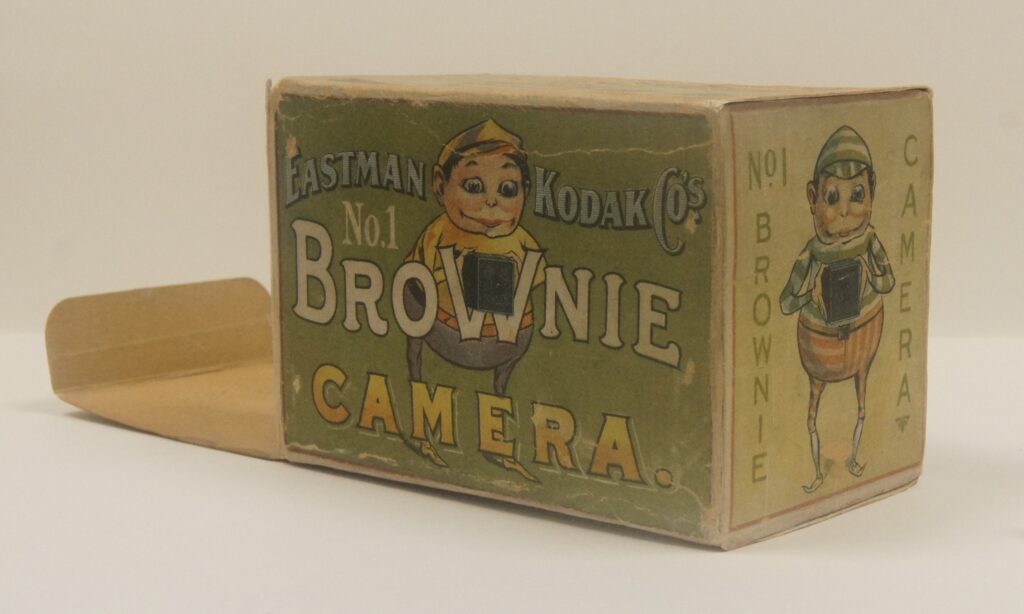 EASTMAN KODAK CO'S
No.1
BROWNIE
CAMERA.
No.1 BROWNIE
CAMERA